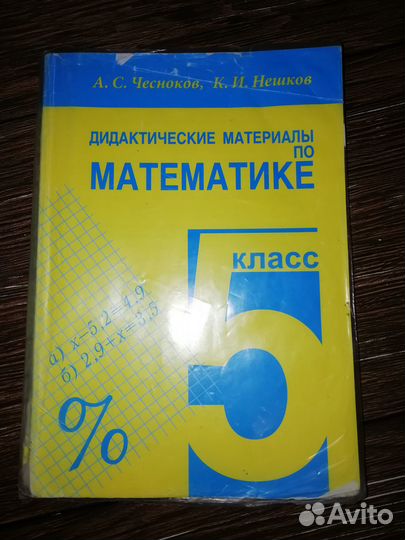 А. С. Чесноков, К. И. Нешков
ДИДАКТИЧЕСКИЕ МАТЕРИАЛЫ
ПО
МАТЕМАТИКЕ
5
класс
а) x=5,2=4,9
б) 2,9+x=3,5
%
Avito